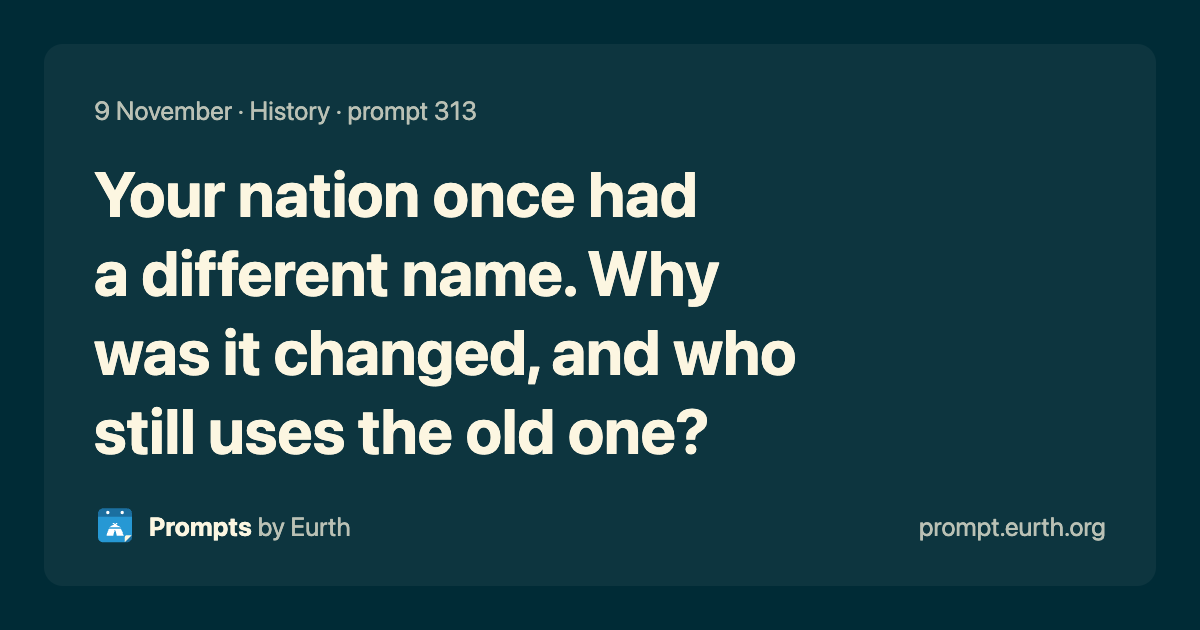 9 November · History · prompt 313
Your nation once had
a different name. Why
was it changed, and who
still uses the old one?
Prompts by Eurth
prompt.eurth.org